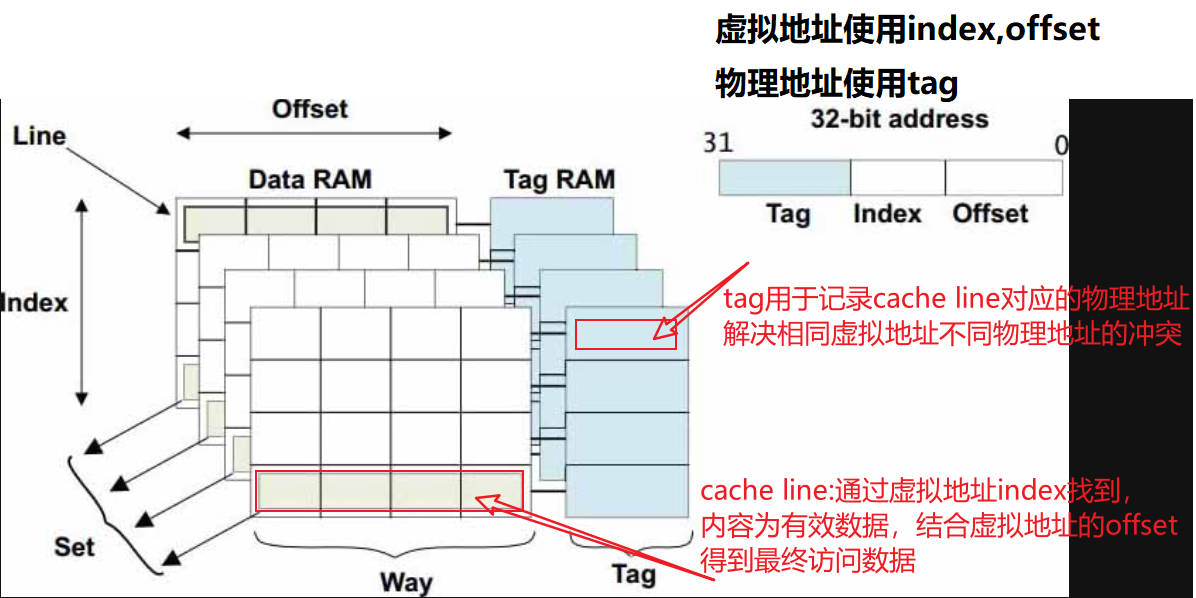 虚拟地址使用index,offset
物理地址使用tag
32-bit address
31
0
Tag
Index
Offset
Offset
Line
Data RAM
Tag RAM
Index
tag用于记录cache line对应的物理地址
解决相同虚拟地址不同物理地址的冲突
cache line:通过虚拟地址index找到，
内容为有效数据，结合虚拟地址的offset
得到最终访问数据
Set
Way
Tag